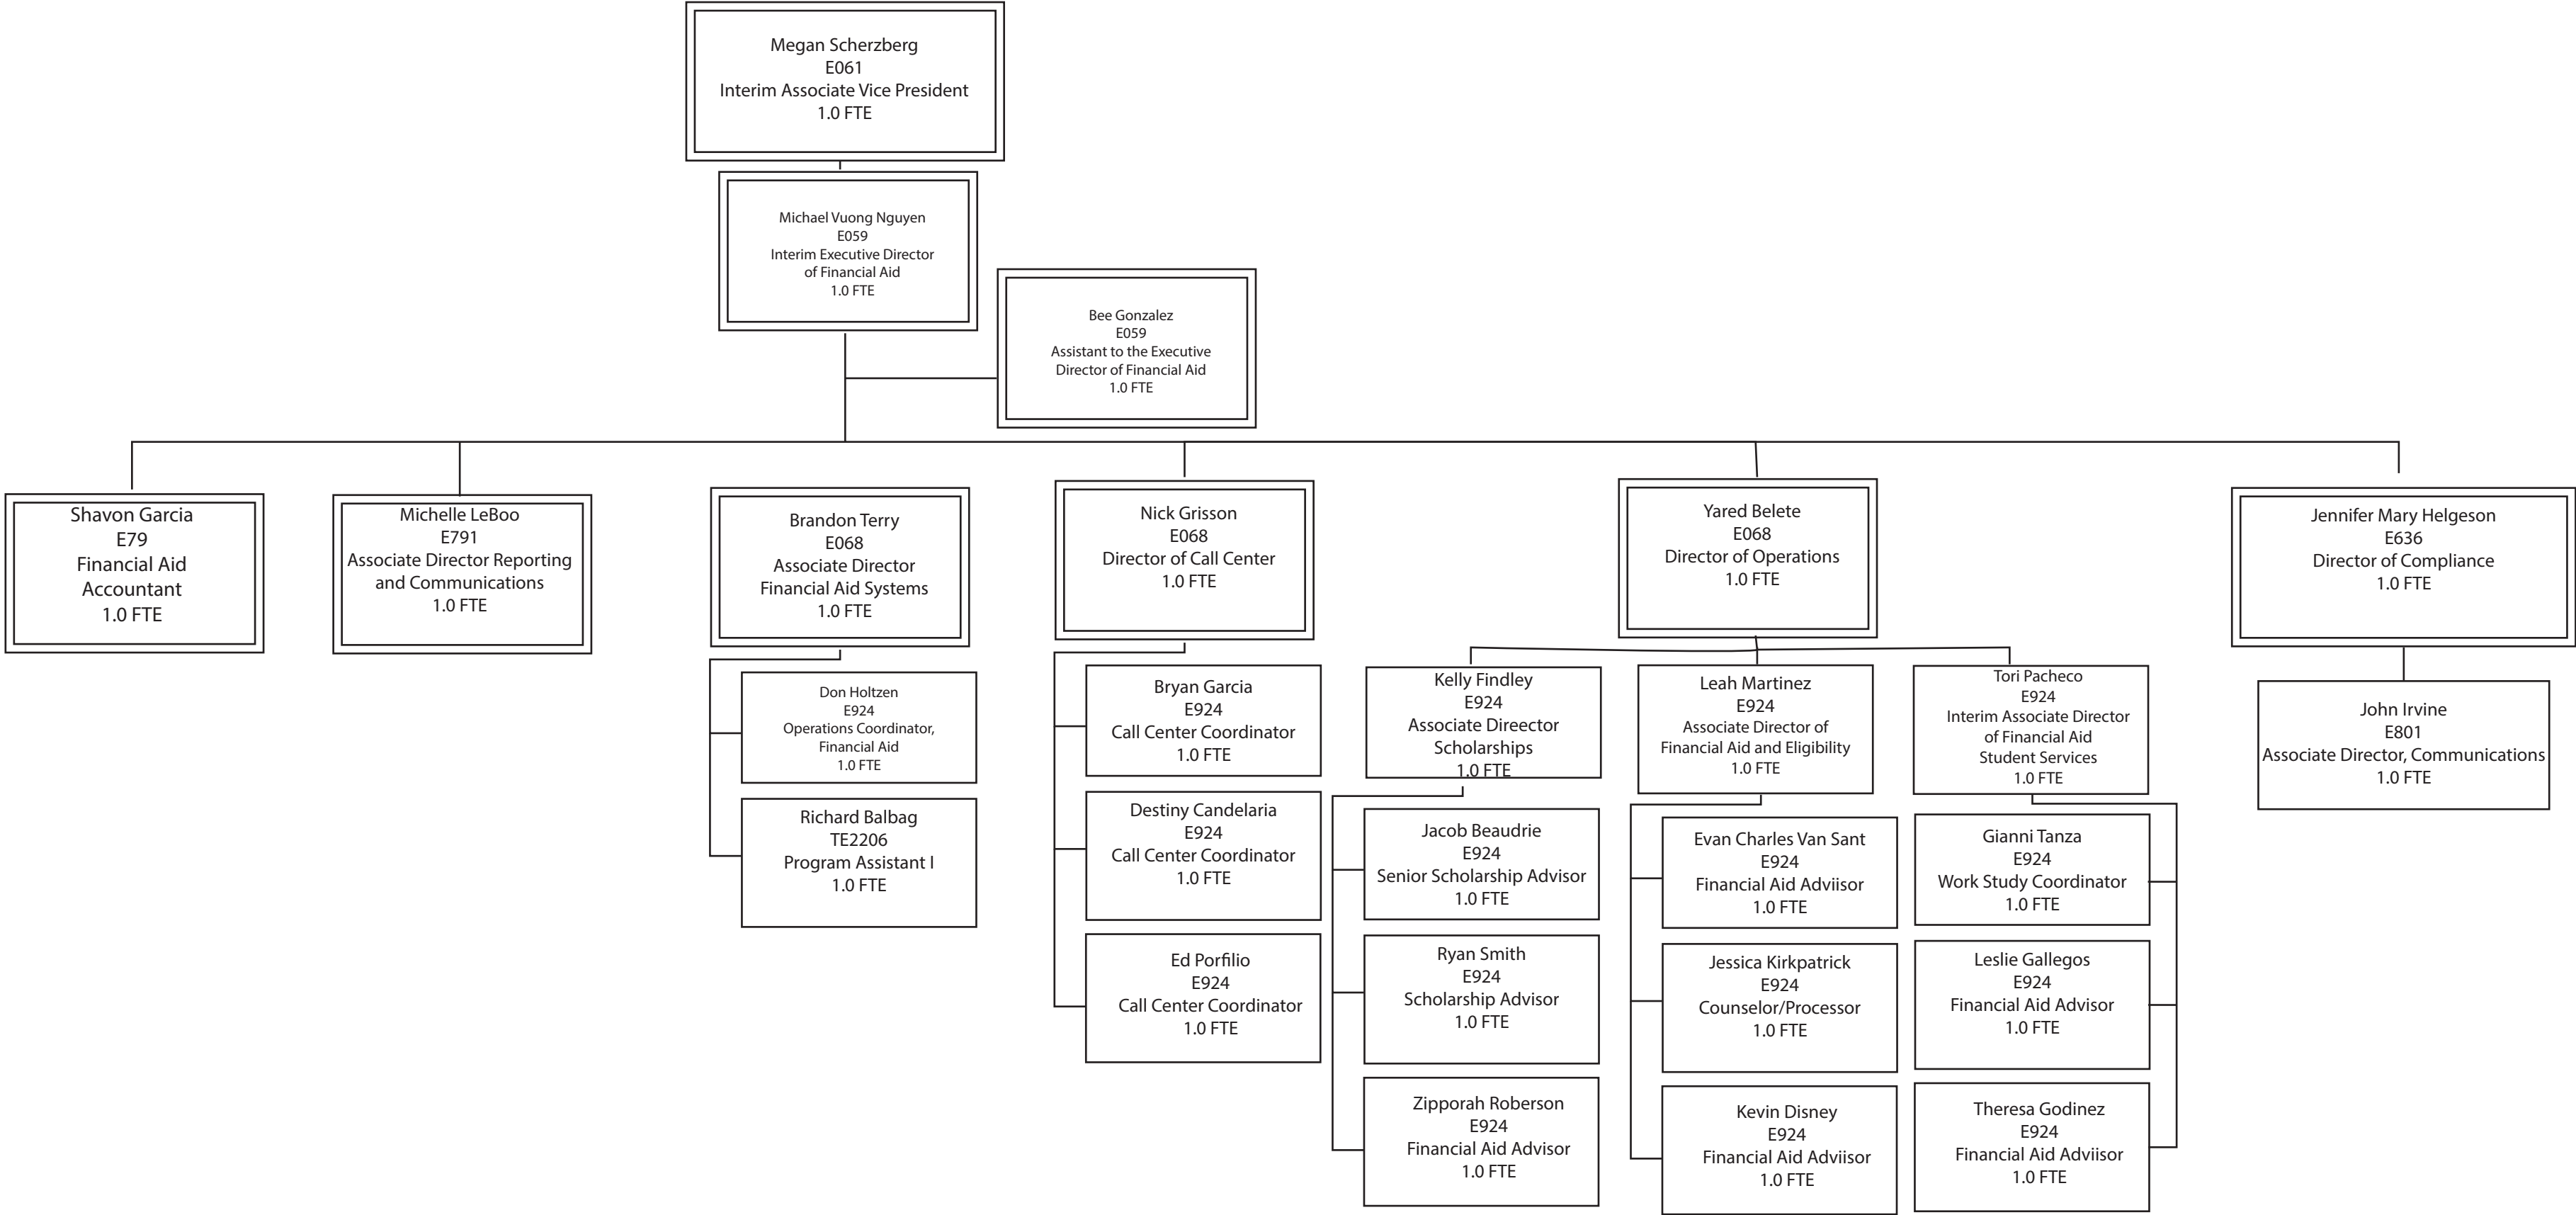 Megan Scherzberg
E061
Interim Associate Vice President
1.0 FTE
Michael Vuong Nguyen
E059
Interim Executive Director
of Financial Aid
1.0 FTE
Bee Gonzalez
E059
Assistant to the Executive
Director of Financial Aid
1.0 FTE
Shavon Garcia
E79
Financial Aid
Accountant
1.0 FTE
Michelle LeBoo
E791
Associate Director Reporting
and Communications
1.0 FTE
Brandon Terry
E068
Associate Director
Financial Aid Systems
1.0 FTE
Nick Grisson
E068
Director of Call Center
1.0 FTE
Yared Belete
E068
Director of Operations
1.0 FTE
Jennifer Mary Helgeson
E636
Director of Compliance
1.0 FTE
Don Holtzen
E924
Operations Coordinator,
Financial Aid
1.0 FTE
Richard Balbag
TE2206
Program Assistant I
1.0 FTE
Bryan Garcia
E924
Call Center Coordinator
1.0 FTE
Destiny Candelaria
E924
Call Center Coordinator
1.0 FTE
Ed Porfilio
E924
Call Center Coordinator
1.0 FTE
Kelly Findley
E924
Associate Direector
Scholarships
1.0 FTE
Jacob Beaudrie
E924
Senior Scholarship Advisor
1.0 FTE
Ryan Smith
E924
Scholarship Advisor
1.0 FTE
Zipporah Roberson
E924
Financial Aid Advisor
1.0 FTE
Leah Martinez
E924
Associate Director of
Financial Aid and Eligibility
1.0 FTE
Evan Charles Van Sant
E924
Financial Aid Adviisor
1.0 FTE
Jessica Kirkpatrick
E924
Counselor/Processor
1.0 FTE
Kevin Disney
E924
Financial Aid Adviisor
1.0 FTE
Tori Pacheco
E924
Interim Associate Director
of Financial Aid
Student Services
1.0 FTE
Gianni Tanza
E924
Work Study Coordinator
1.0 FTE
Leslie Gallegos
E924
Financial Aid Advisor
1.0 FTE
Theresa Godinez
E924
Financial Aid Adviisor
1.0 FTE
John Irvine
E801
Associate Director, Communications
1.0 FTE